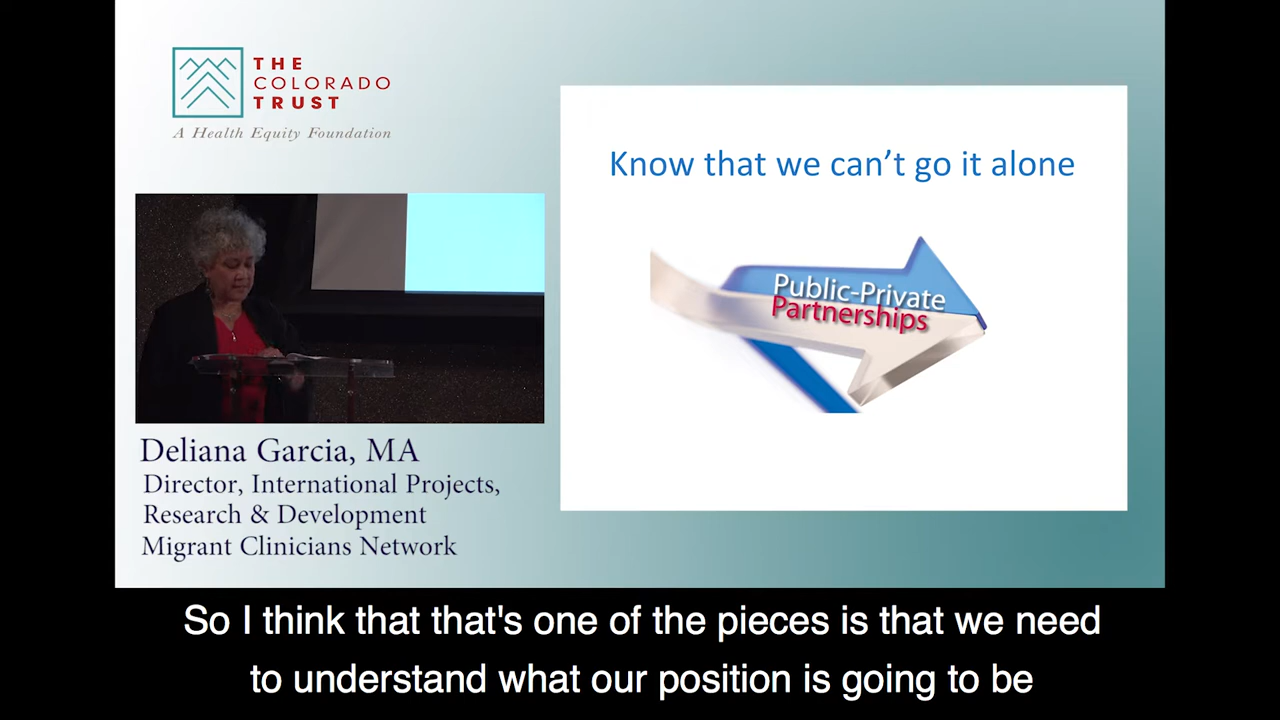 THE
COLORADO
TRUST
A Health Equity Foundation
Know that we can’t go it alone
Public-Private
Partnerships
Deliana Garcia, MA
Director, International Projects,
Research & Development
Migrant Clinicians Network
So I think that that's one of the pieces is that we need
to understand what our position is going to be